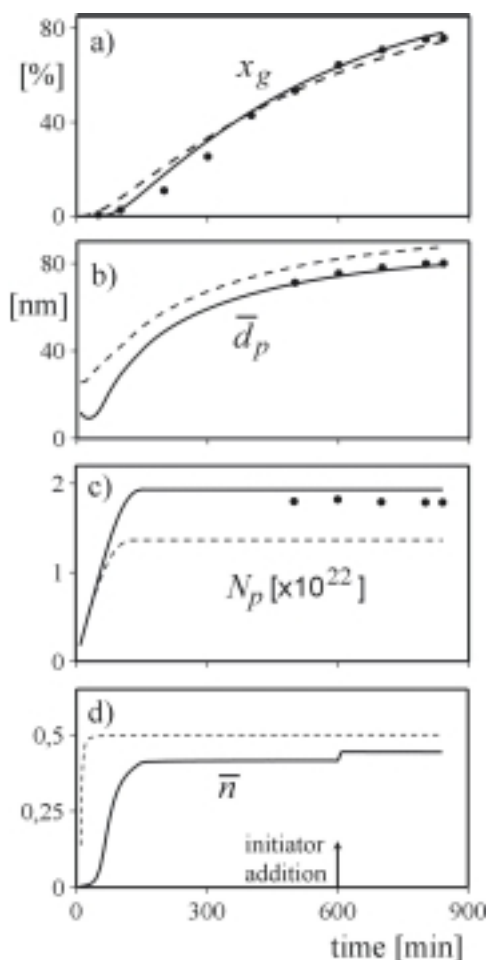 80
a)
[%]
x_g
40
0
80
b)
[nm]
d̅_p
40
0
2
c)
1
N_p [x10^22]
0
d)
0,5
n̅
0,25
initiator
addition
0
0 300 600 900
time [min]